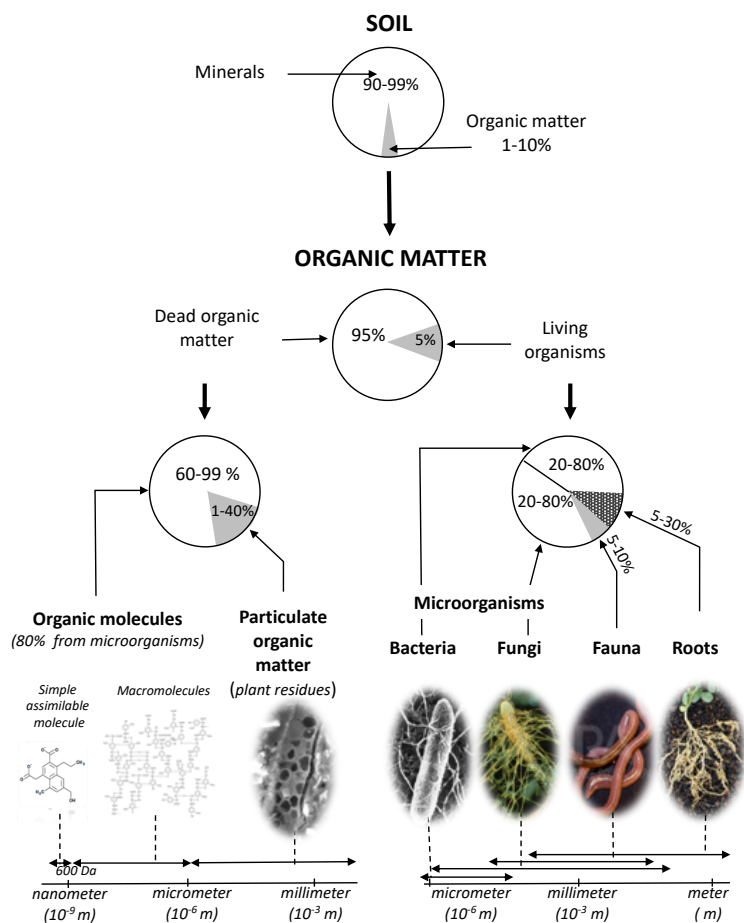 SOIL
Minerals
90-99%
Organic matter
1-10%
ORGANIC MATTER
Dead organic
matter
95%
5%
Living
organisms
60-99 %
1-40%
20-80%
20-80%
5-30%
5-10%
Organic molecules
(80% from microorganisms)
Particulate
organic
matter
(plant residues)
Microorganisms
Bacteria
Fungi
Fauna
Roots
Simple
assimilable
molecule
Macromolecules
600 Da
nanometer
(10⁻⁹ m)
micrometer
(10⁻⁶ m)
millimeter
(10⁻³ m)
micrometer
(10⁻⁶ m)
millimeter
(10⁻³ m)
meter
( m)